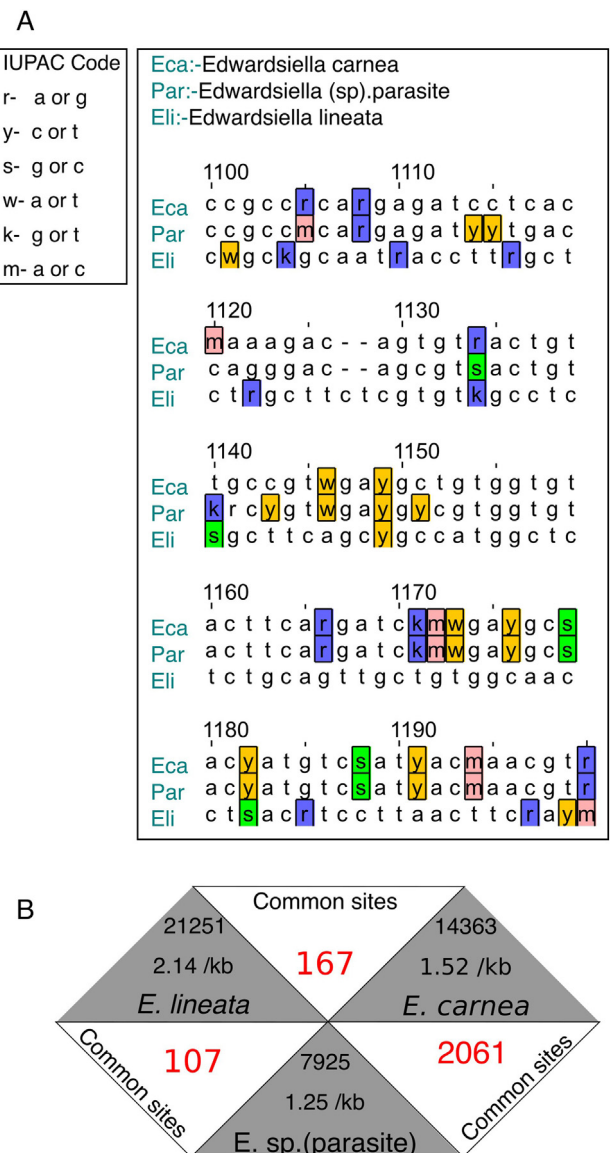 A
IUPAC Code
r- a or g
y- c or t
s- g or c
w- a or t
k- g or t
m- a or c
Eca:-Edwardsiella carnea
Par:-Edwardsiella (sp).parasite
Eli:-Edwardsiella lineata
1100 1110
Eca c c g c c r c a r g a g a t c c t c a c
Par c c g c c m c a r g a g a t y y t g a c
Eli c w g c k g c a a t r a c c t t r g c t
1120 1130
Eca m a a a g a c - - a g t g t r a c t g t
Par c a g g g a c - - a g c g t s a c t g t
Eli c t r g c t t c t c g t g t k g c c t c
1140 1150
Eca t g c c g t w g a y g c t g t g g t g t
Par k r c y g t w g a y g y c g t g g t g t
Eli s g c t t c a g c y g c c a t g g c t c
1160 1170
Eca a c t t c a r g a t c k m w g a y g c s
Par a c t t c a r g a t c k m w g a y g c s
Eli t c t g c a g t t g c t g t g g c a a c
1180 1190
Eca a c y a t g t c s a t y a c m a a c g t r
Par a c y a t g t c s a t y a c m a a c g t r
Eli c t s a c r t c c t t a a c t t c r a y m
B
Common sites
21251 14363
2.14 /kb 167 1.52 /kb
E. lineata E. carnea
107 7925 2061
Common sites Common sites
1.25 /kb
E. sp.(parasite)